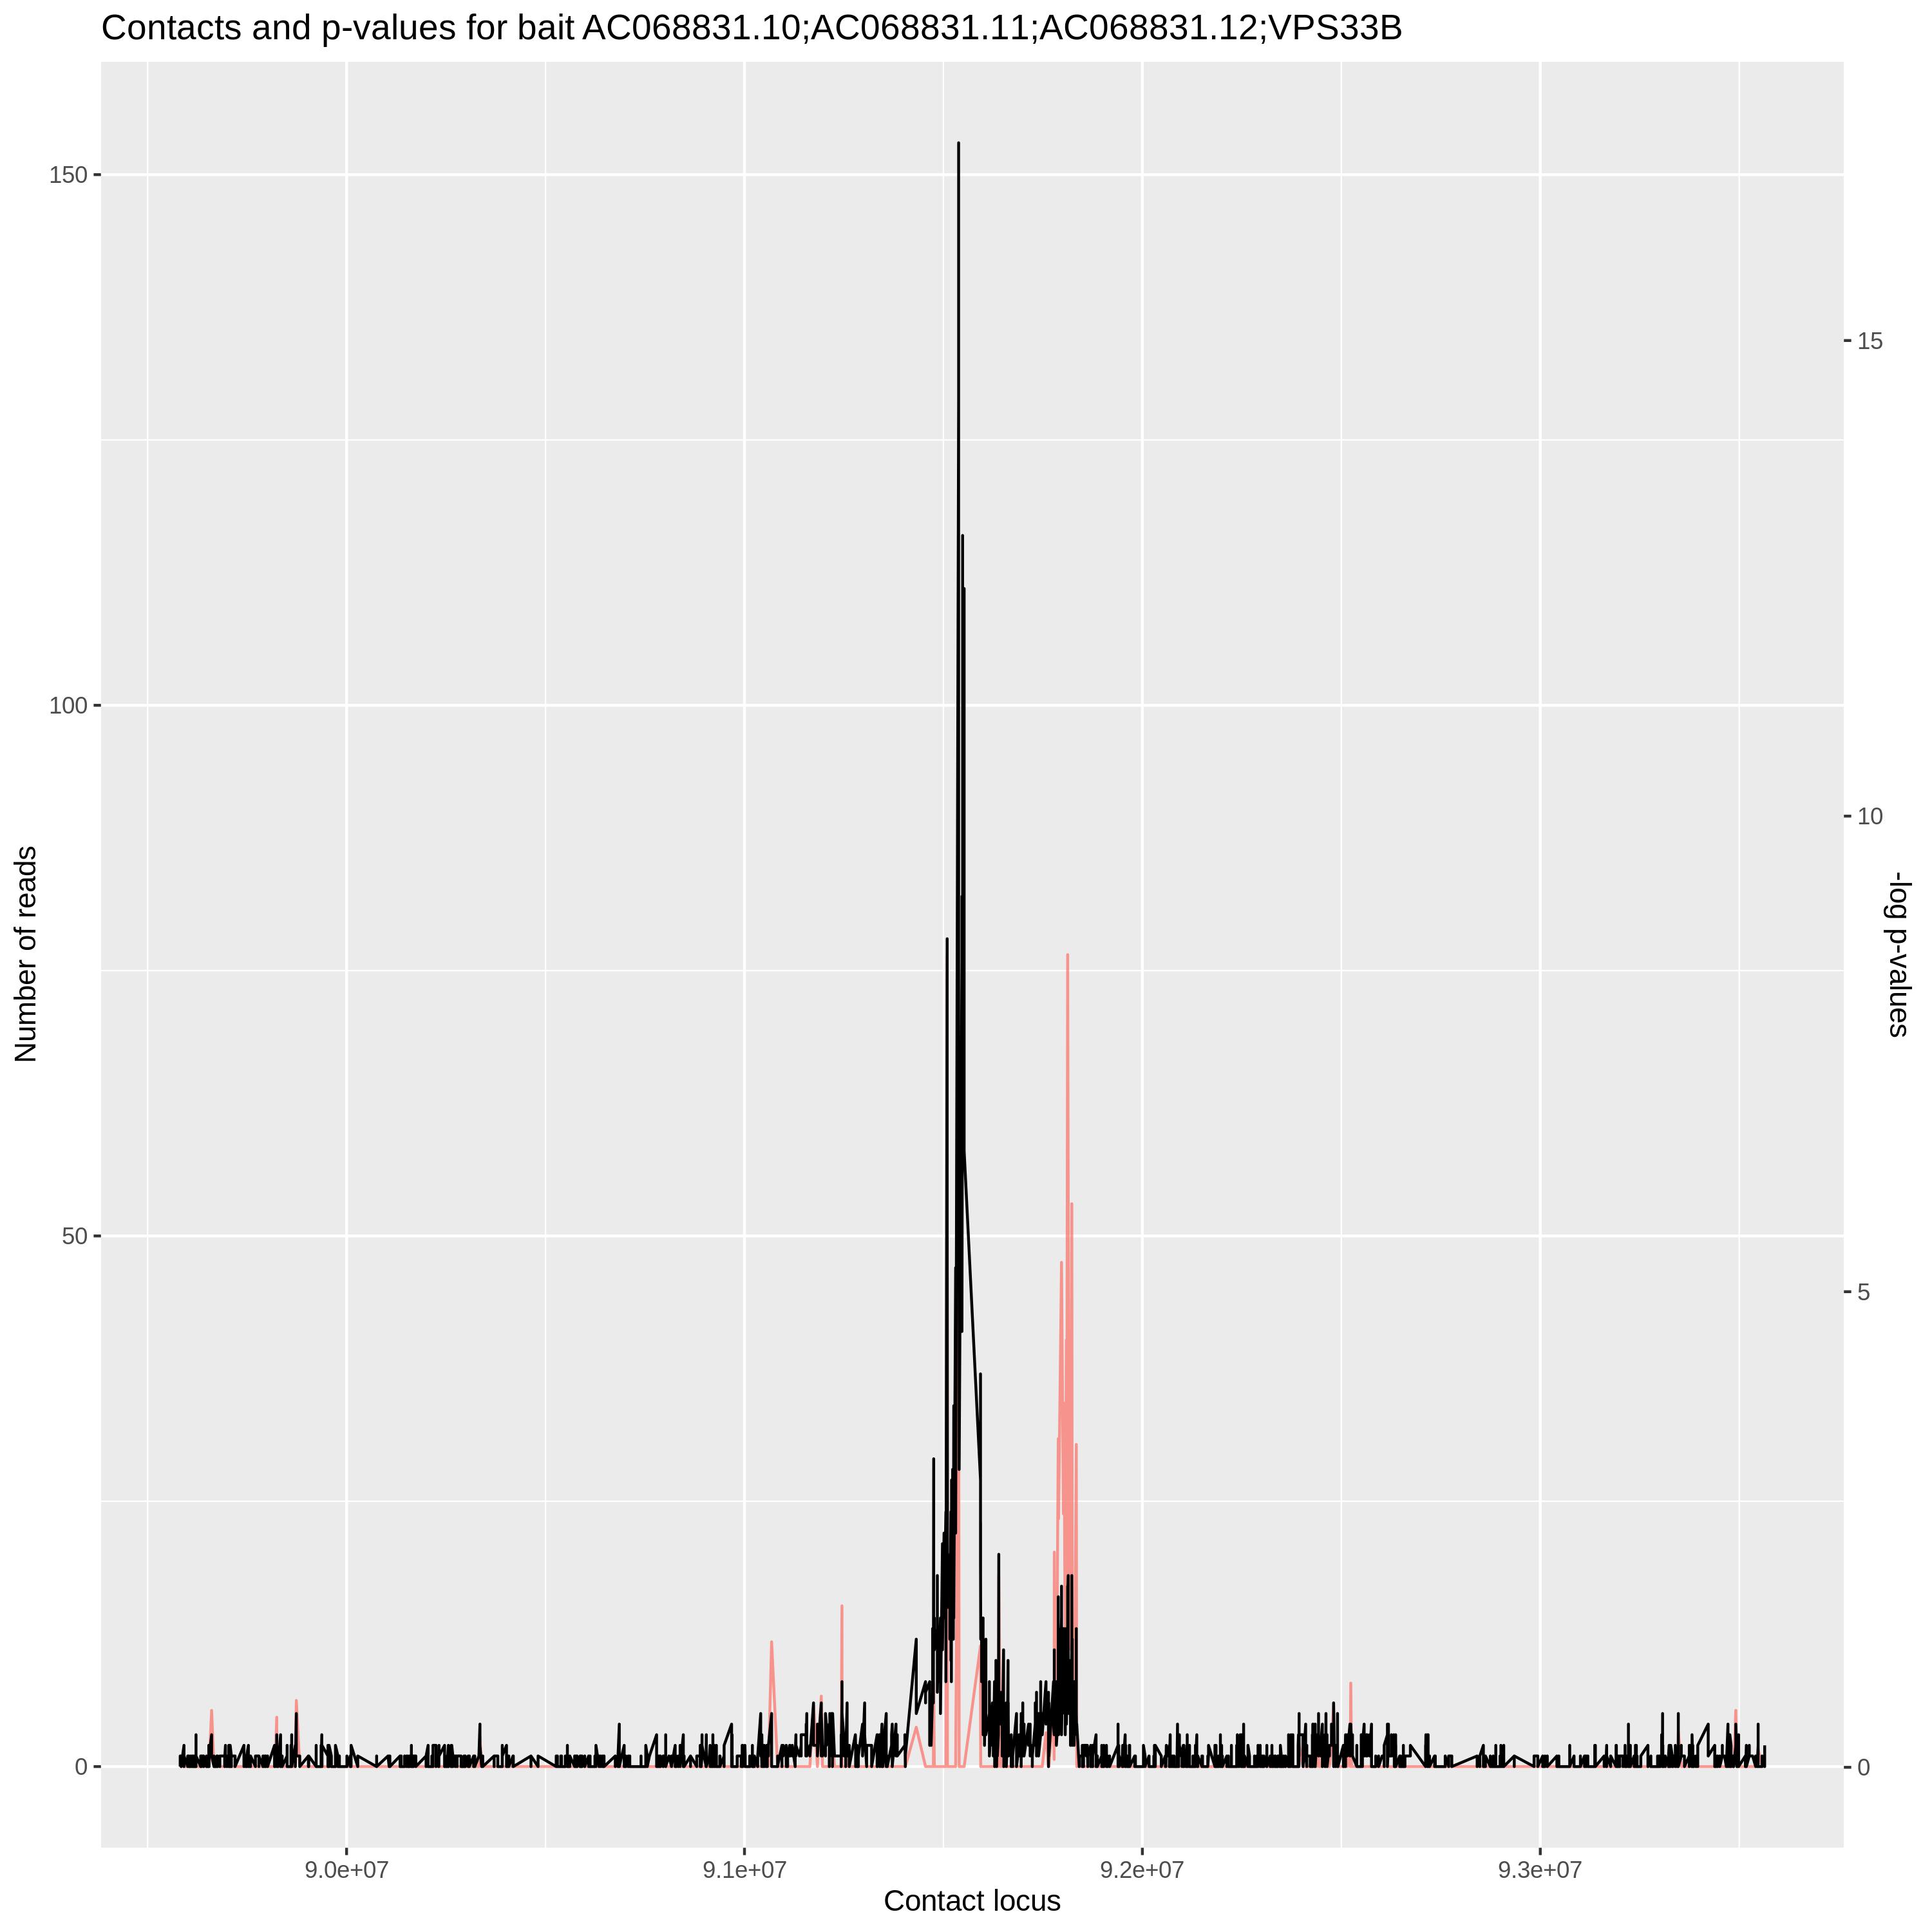 Contacts and p-values for bait AC068831.10;AC068831.11;AC068831.12;VPS33B
150
100
50
0
Number of reads
15
10
5
0
-log p-values
9.0e+07
9.1e+07
9.2e+07
9.3e+07
Contact locus